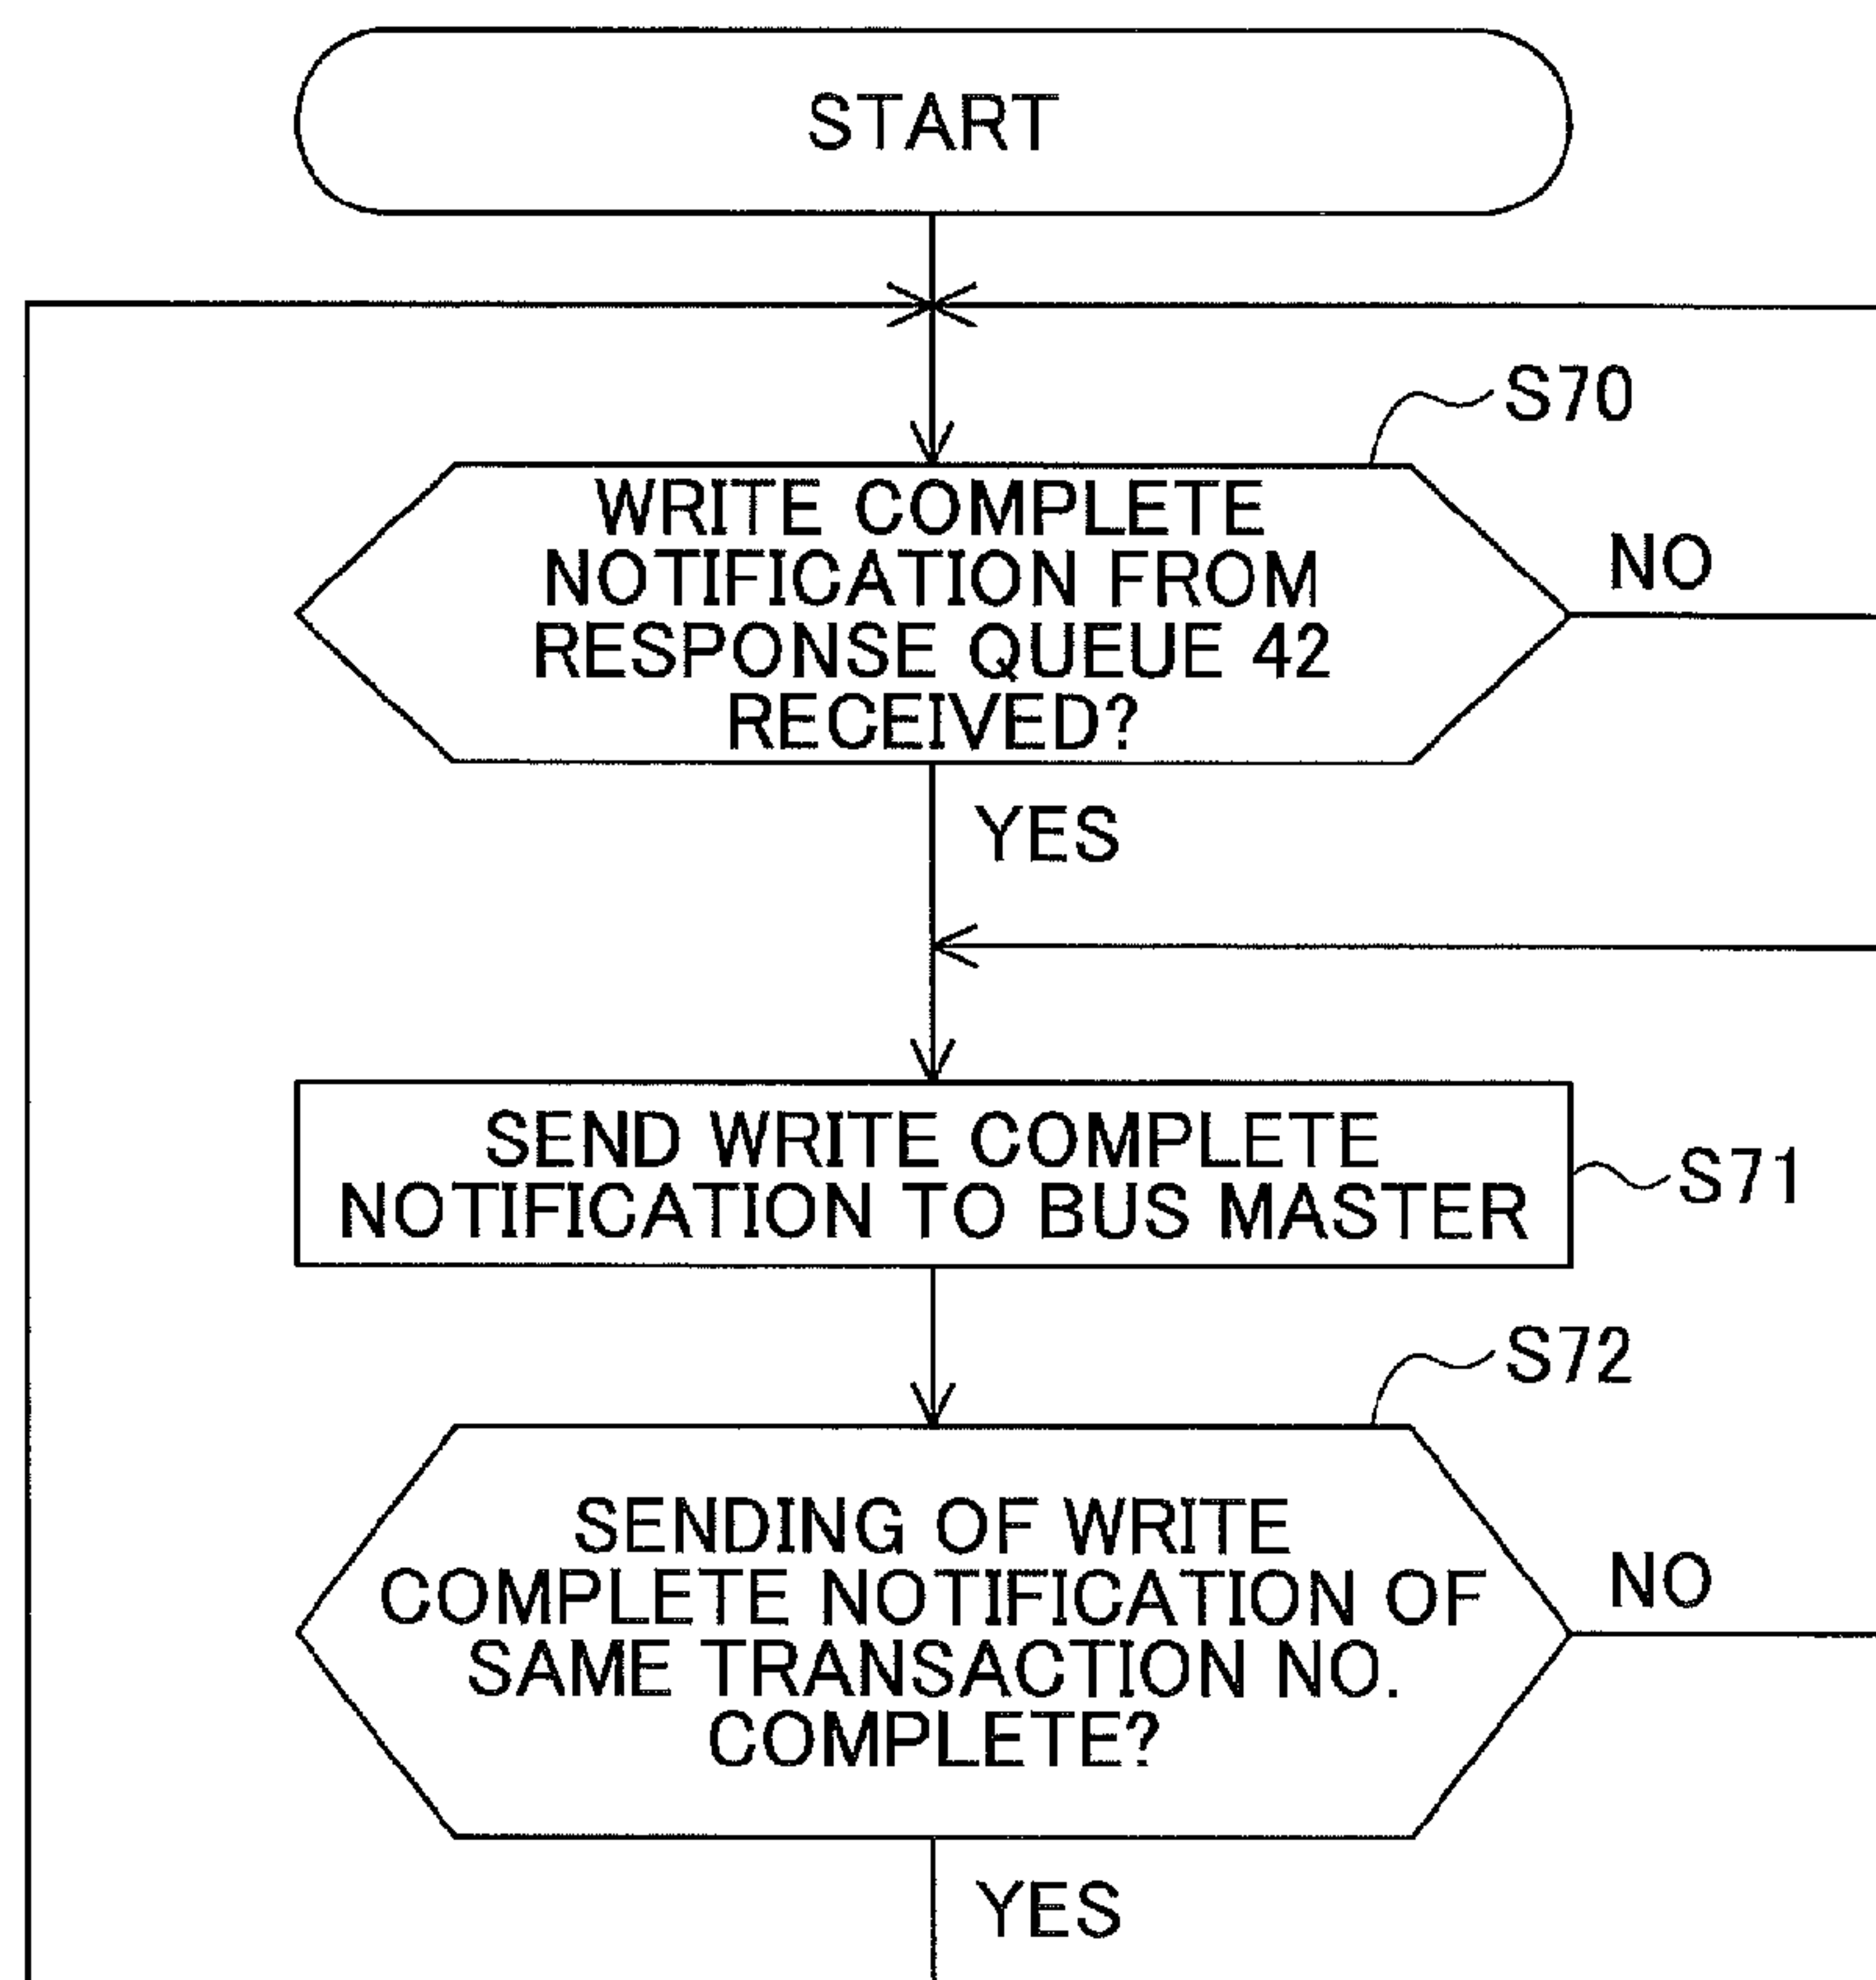 START
S70
WRITE COMPLETE
NOTIFICATION FROM
RESPONSE QUEUE 42
RECEIVED?
NO
YES
SEND WRITE COMPLETE
NOTIFICATION TO BUS MASTER
S71
S72
SENDING OF WRITE
COMPLETE NOTIFICATION OF
SAME TRANSACTION NO.
COMPLETE?
NO
YES